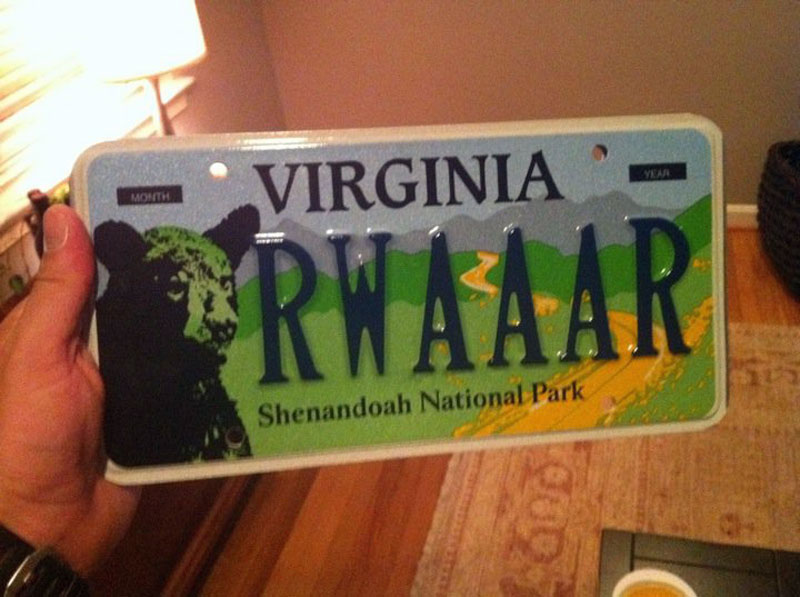 VIRGINIA
MONTH
YEAR
RWAAAR
Shenandoah National Park